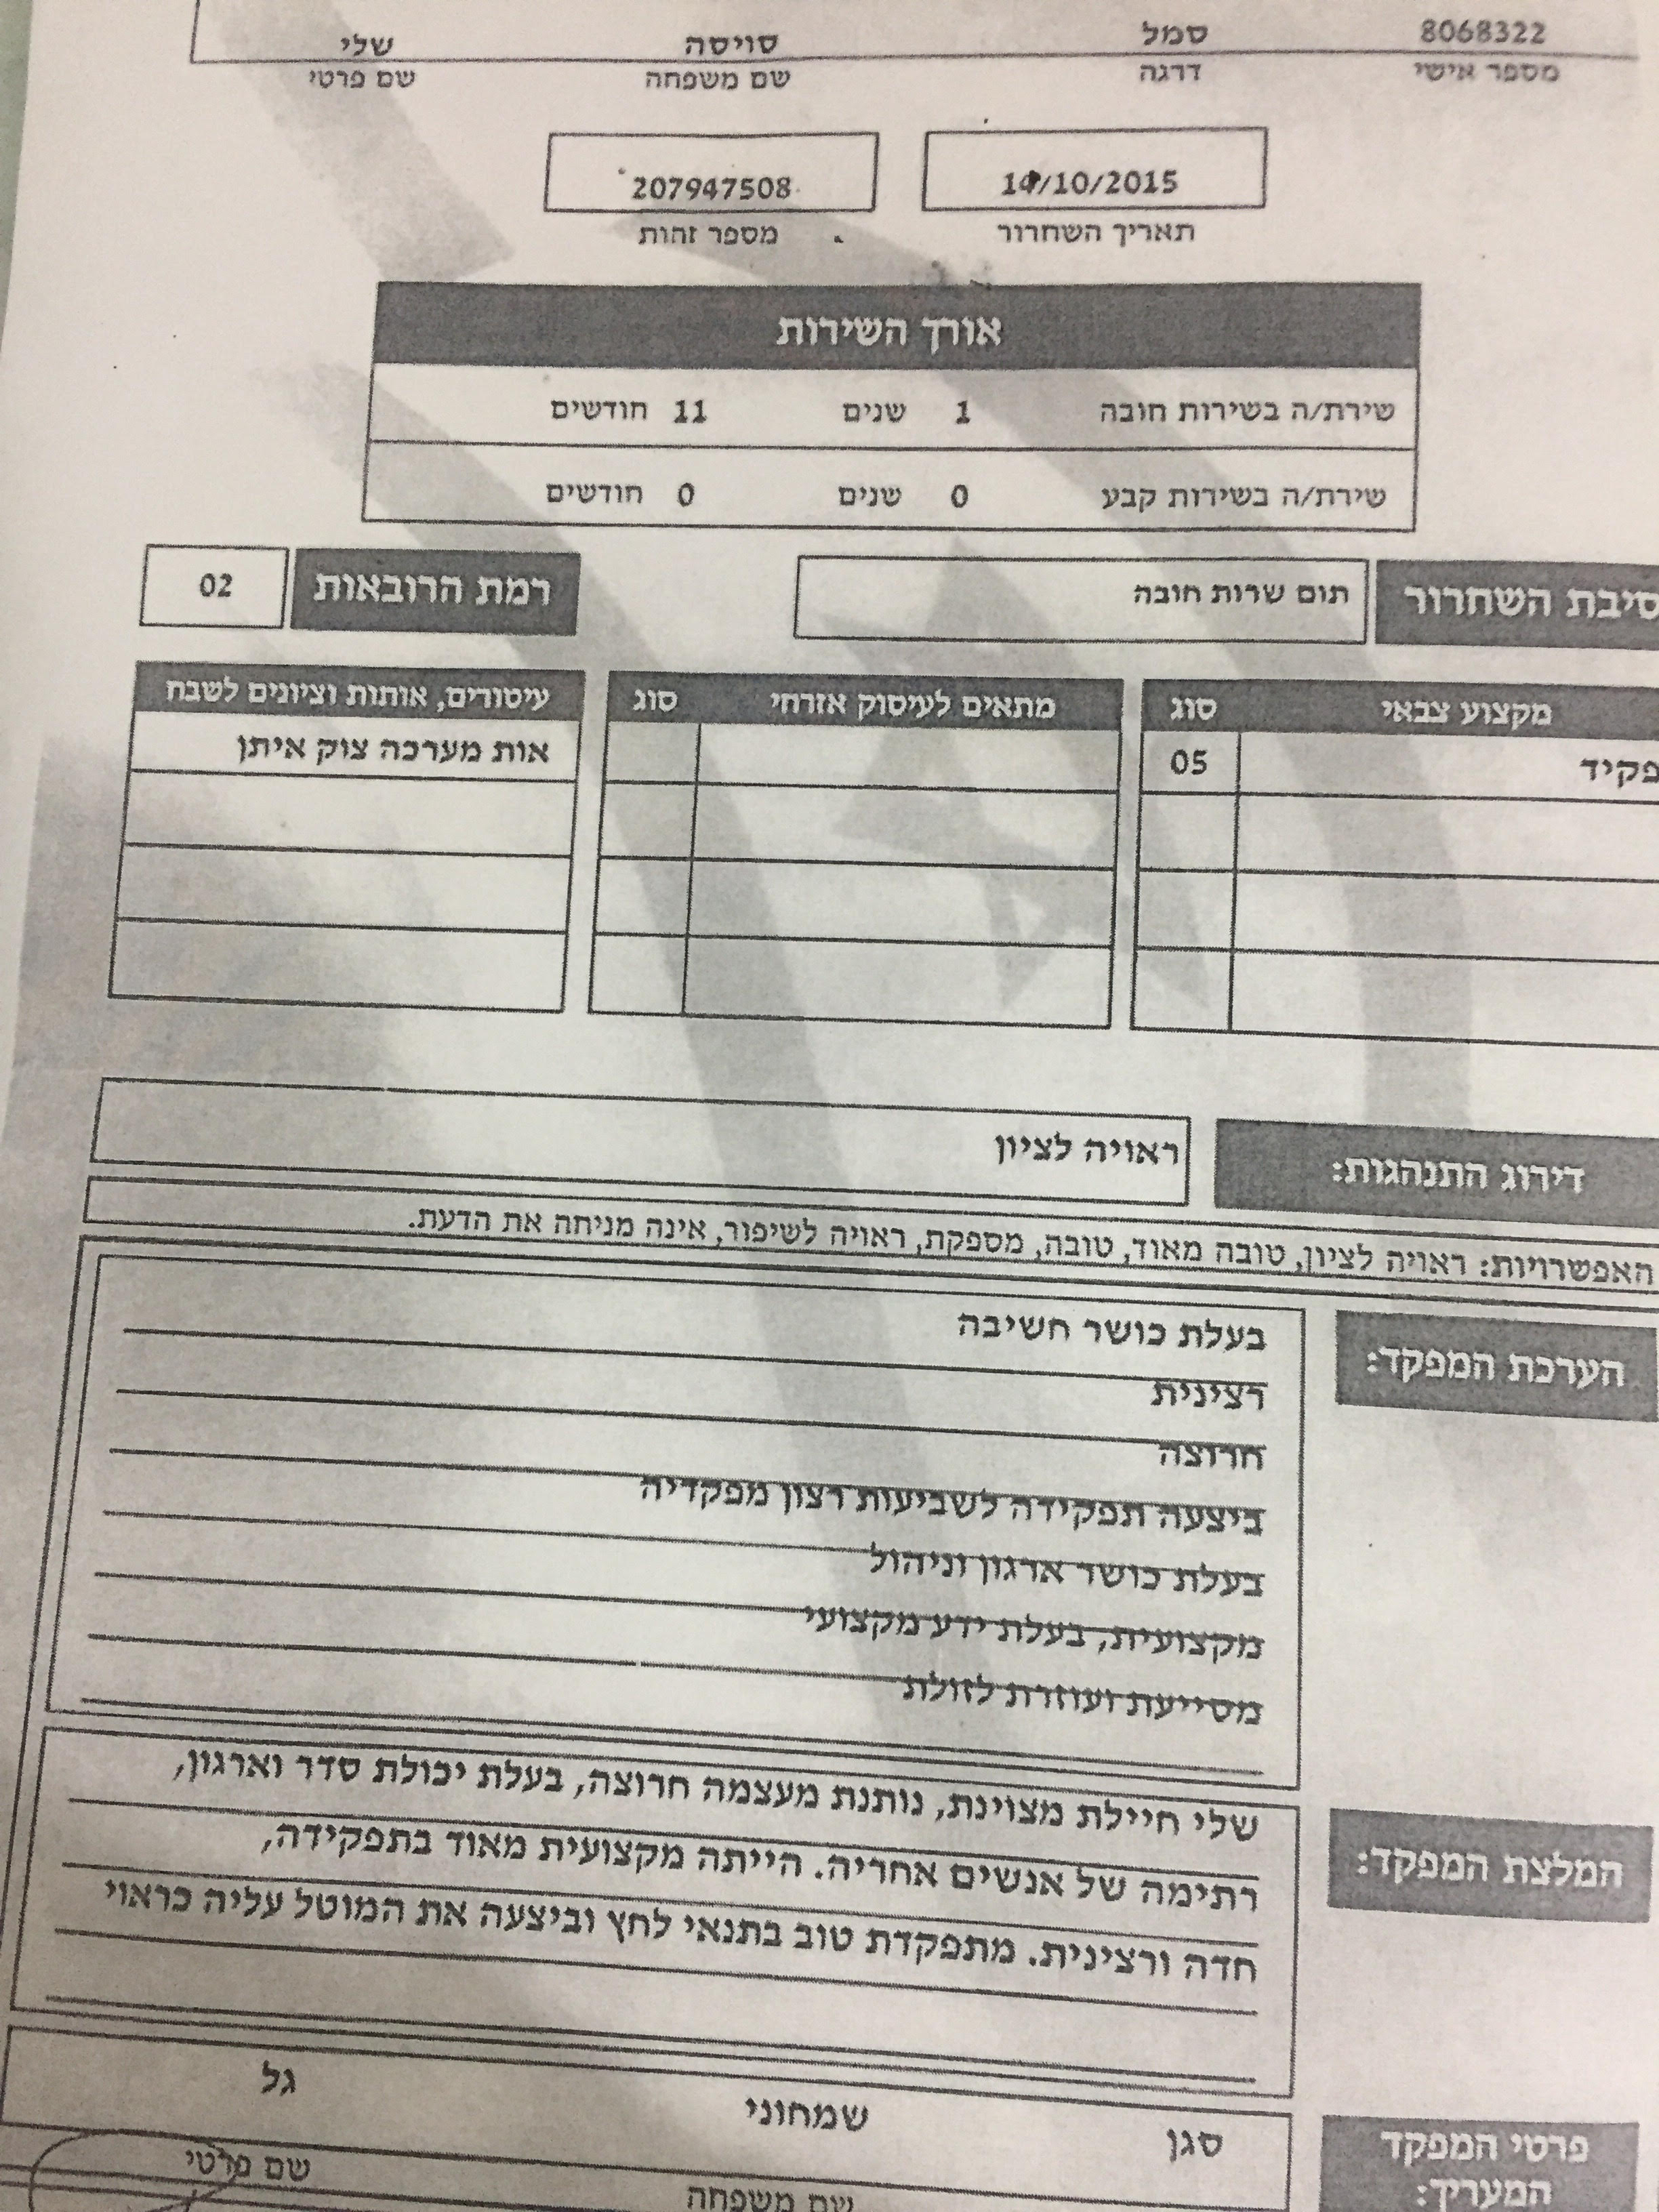 8068322 סמל סויסה שלי
מספר אישי דרגה שם משפחה שם פרטי
14/10/2015 207947508
תאריך השחרור מספר זהות
אורך השירות
שירת/ה בשירות חובה 1 שנים 11 חודשים
שירת/ה בשירות קבע 0 שנים 0 חודשים
סיבת השחרור תום שרות חובה רמת הרובאות 02
מקצוע צבאי סוג מתאים לעיסוק אזרחי סוג עיטורים, אותות וציונים לשבח
פקיד 05 אות מערכה צוק איתן
דירוג התנהגות: ראויה לציון
האפשרויות: ראויה לציון, טובה מאוד, טובה, מספקת, ראויה לשיפור, אינה מניחה את הדעת.
הערכת המפקד: בעלת כושר חשיבה
רצינית
חרוצה
ביצעה תפקידה לשביעות רצון מפקדיה
בעלת כושר ארגון וניהול
מקצועית, בעלת ידע מקצועי
מסייעת ועוזרת לזולת
המלצת המפקד: שלי חיילת מצוינת, נותנת מעצמה חרוצה, בעלת יכולת סדר וארגון,
רתימה של אנשים אחריה. הייתה מקצועית מאוד בתפקידה,
חדה ורצינית. מתפקדת טוב בתנאי לחץ וביצעה את המוטל עליה כראוי
פרטי המפקד סגן שמחוני גל
המעריך: שם משפחה שם פרטי